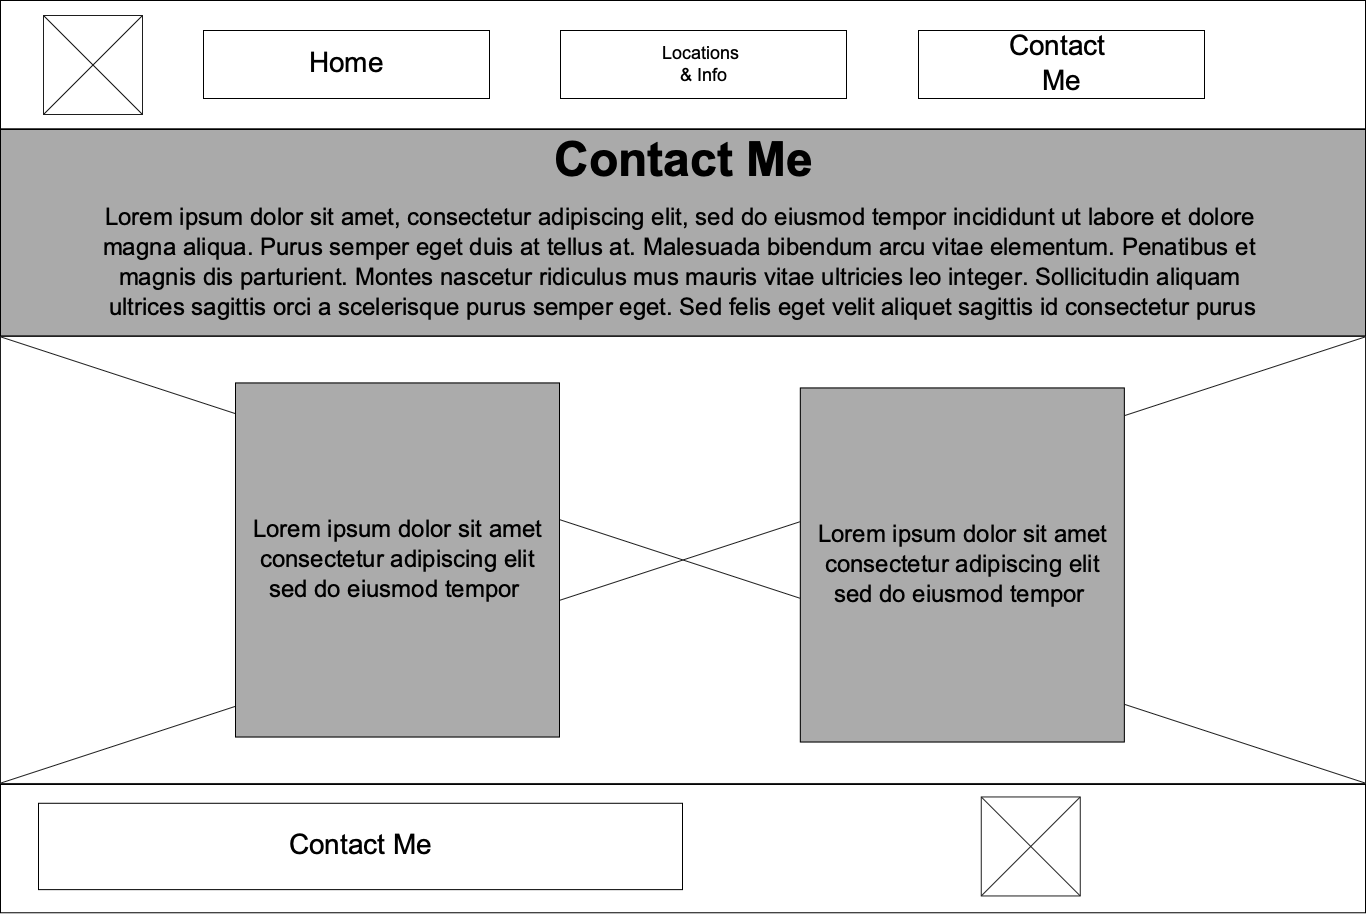 Home
Locations
& Info
Contact
Me
Contact Me
Lorem ipsum dolor sit amet, consectetur adipiscing elit, sed do eiusmod tempor incididunt ut labore et dolore
magna aliqua. Purus semper eget duis at tellus at. Malesuada bibendum arcu vitae elementum. Penatibus et
magnis dis parturient. Montes nascetur ridiculus mus mauris vitae ultricies leo integer. Sollicitudin aliquam
ultrices sagittis orci a scelerisque purus semper eget. Sed felis eget velit aliquet sagittis id consectetur purus
Lorem ipsum dolor sit amet
consectetur adipiscing elit
sed do eiusmod tempor
Lorem ipsum dolor sit amet
consectetur adipiscing elit
sed do eiusmod tempor
Contact Me